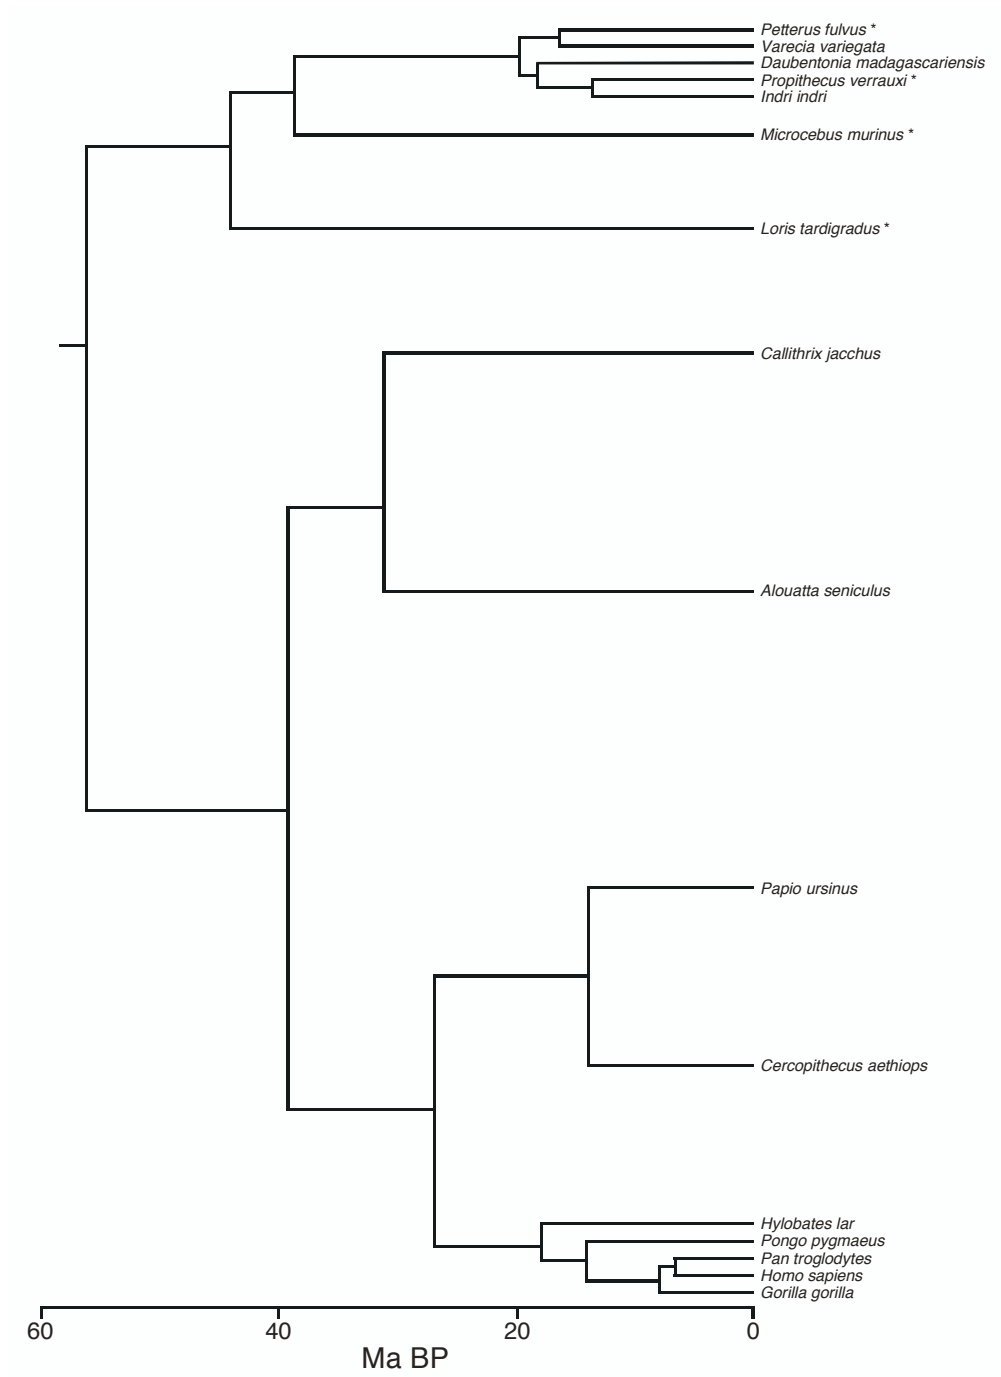 Petterus fulvus *
Varecia variegata
Daubentonia madagascariensis
Propithecus verrauxi *
Indri indri
Microcebus murinus *
Loris tardigradus *
Callithrix jacchus
Alouatta seniculus
Papio ursinus
Cercopithecus aethiops
Hylobates lar
Pongo pygmaeus
Pan troglodytes
Homo sapiens
Gorilla gorilla
60 40 20 0
Ma BP